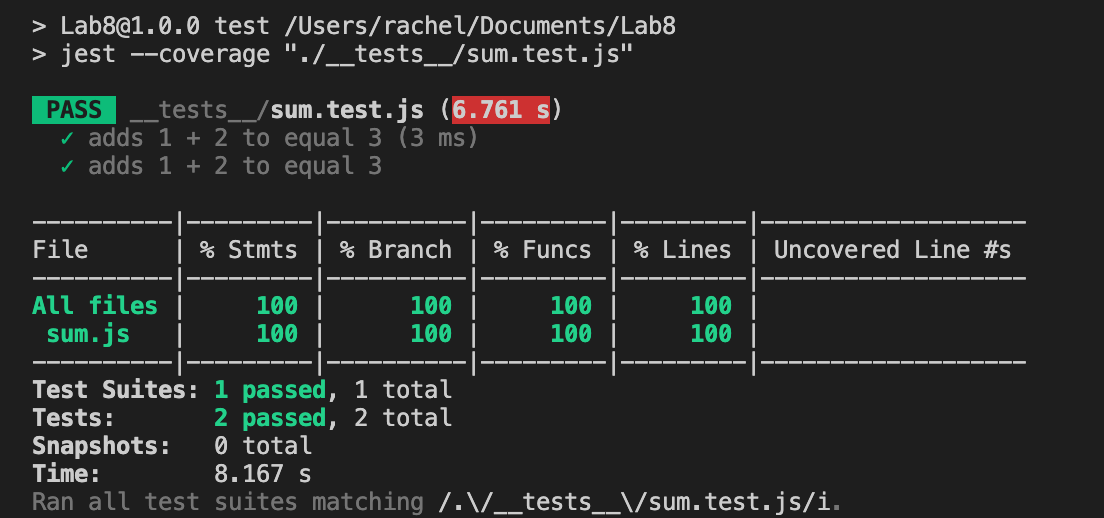 > Lab8@1.0.0 test /Users/rachel/Documents/Lab8
> jest --coverage "./__tests__/sum.test.js"
PASS __tests__/sum.test.js (6.761 s)
✓ adds 1 + 2 to equal 3 (3 ms)
✓ adds 1 + 2 to equal 3
----------|---------|----------|---------|---------|-------------------
File | % Stmts | % Branch | % Funcs | % Lines | Uncovered Line #s
----------|---------|----------|---------|---------|-------------------
All files | 100 | 100 | 100 | 100 |
sum.js | 100 | 100 | 100 | 100 |
----------|---------|----------|---------|---------|-------------------
Test Suites: 1 passed, 1 total
Tests: 2 passed, 2 total
Snapshots: 0 total
Time: 8.167 s
Ran all test suites matching /.\/__tests__\/sum.test.js/i.